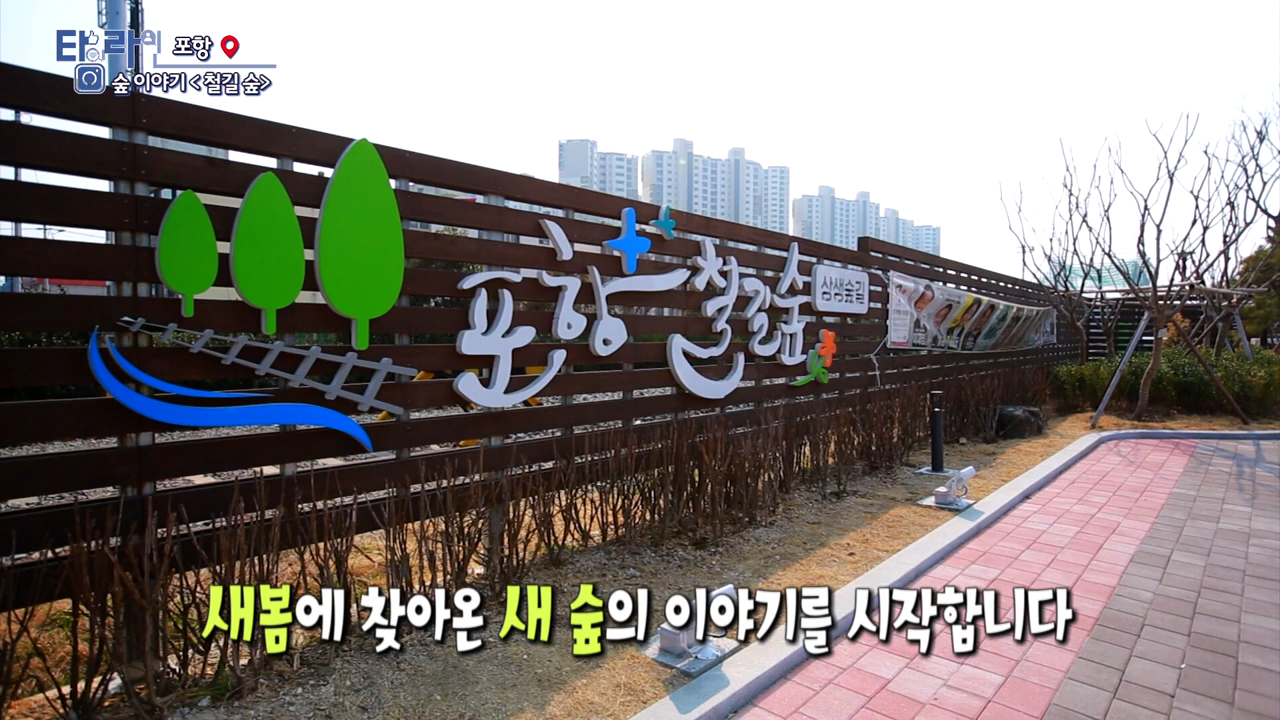 타라의 포항
숲 이야기 < 철길 숲>
포항 철길숲 상생숲길
새봄에 찾아온 새 숲의 이야기를 시작합니다